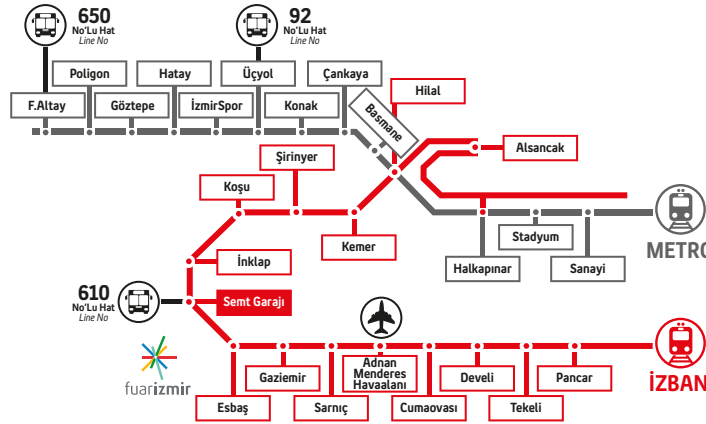 650
No'Lu Hat
Line No
92
No'Lu Hat
Line No
Poligon
Hatay
Üçyol
Çankaya
F.Altay
Göztepe
İzmirSpor
Konak
Basmane
Hilal
Alsancak
Şirinyer
Koşu
Kemer
Stadyum
Halkapınar
Sanayi
METRO
İnklap
610
No'Lu Hat
Line No
Semt Garajı
fuarizmir
Gaziemir
Adnan
Menderes
Havaalanı
Develi
Pancar
Esbaş
Sarnıç
Cumaovası
Tekeli
İZBAN